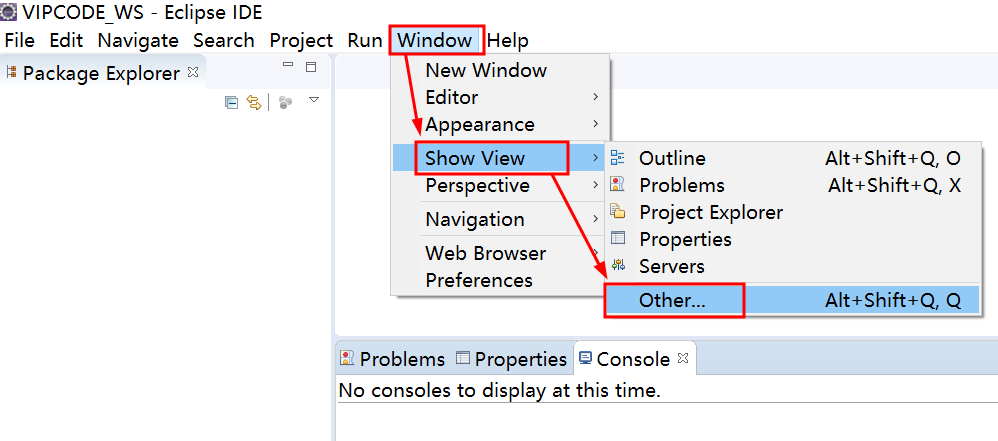 VIPCODE_WS - Eclipse IDE
File Edit Navigate Search Project Run Window Help
Package Explorer
New Window
Editor
Appearance
Show View
Perspective
Navigation
Web Browser
Preferences
Outline Alt+Shift+Q, O
Problems Alt+Shift+Q, X
Project Explorer
Properties
Servers
Other... Alt+Shift+Q, Q
Problems Properties Console
No consoles to display at this time.